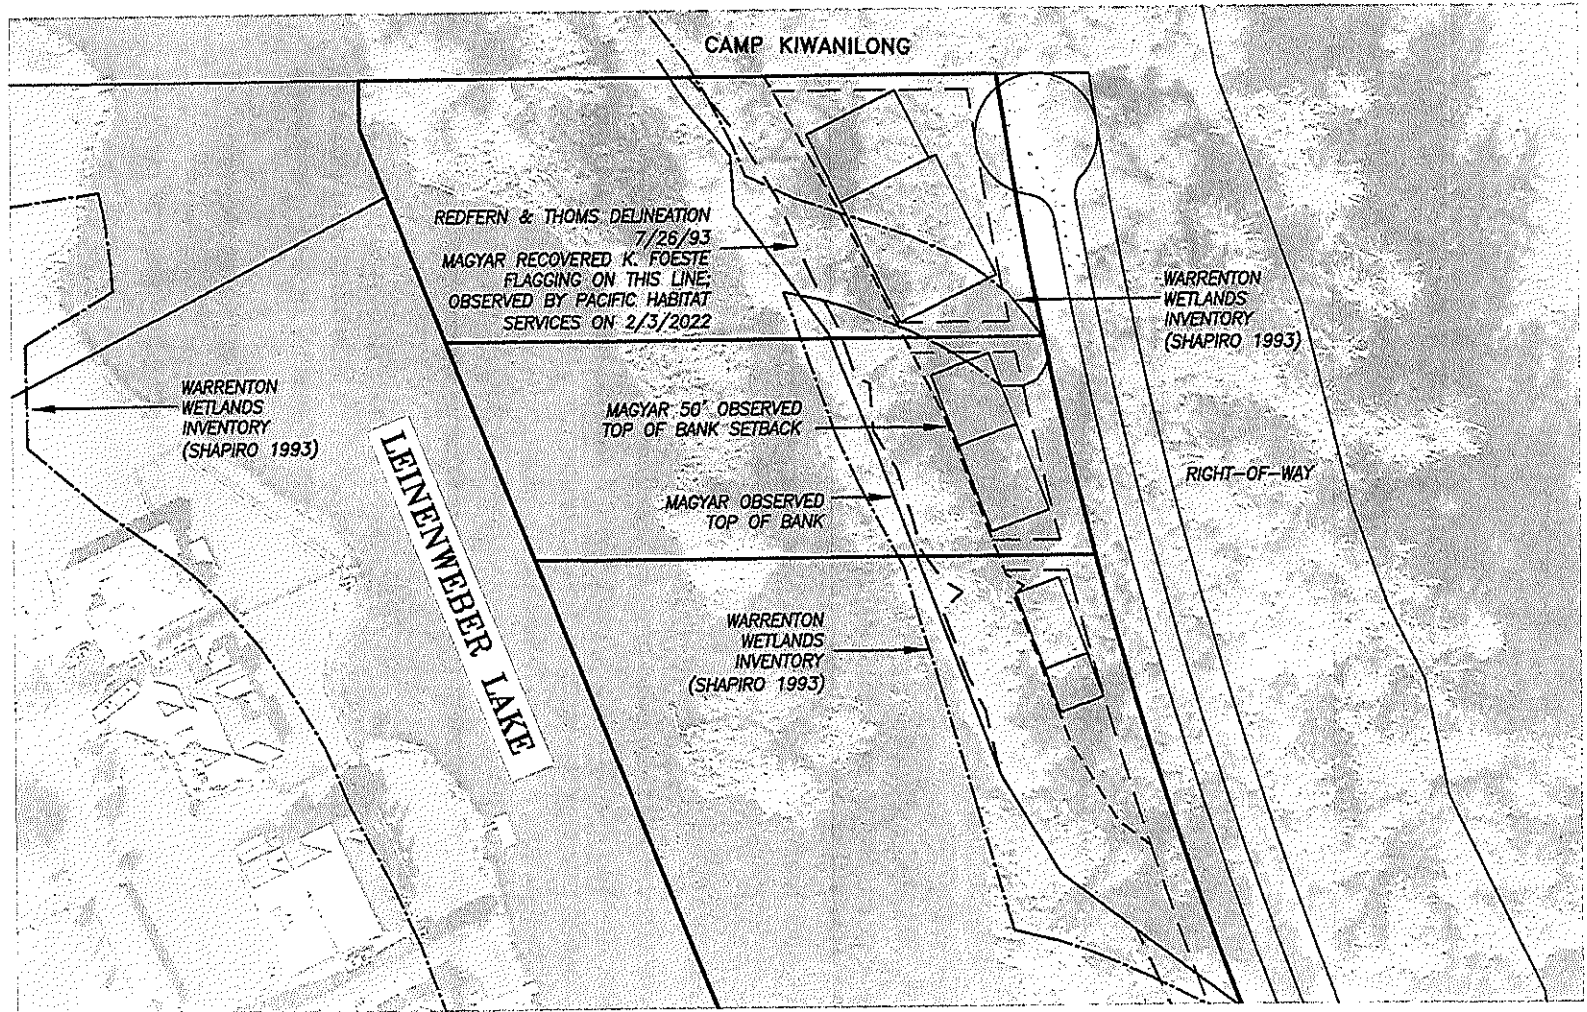 CAMP KIWANILONG
REDFERN & THOMS DELINEATION
7/26/93
MAGYAR RECOVERED K. FOESTE
FLAGGING ON THIS LINE;
OBSERVED BY PACIFIC HABITAT
SERVICES ON 2/3/2022
WARRENTON
WETLANDS
INVENTORY
(SHAPIRO 1993)
WARRENTON
WETLANDS
INVENTORY
(SHAPIRO 1993)
MAGYAR 50' OBSERVED
TOP OF BANK SETBACK
RIGHT-OF-WAY
MAGYAR OBSERVED
TOP OF BANK
LEINENWEBER LAKE
WARRENTON
WETLANDS
INVENTORY
(SHAPIRO 1993)